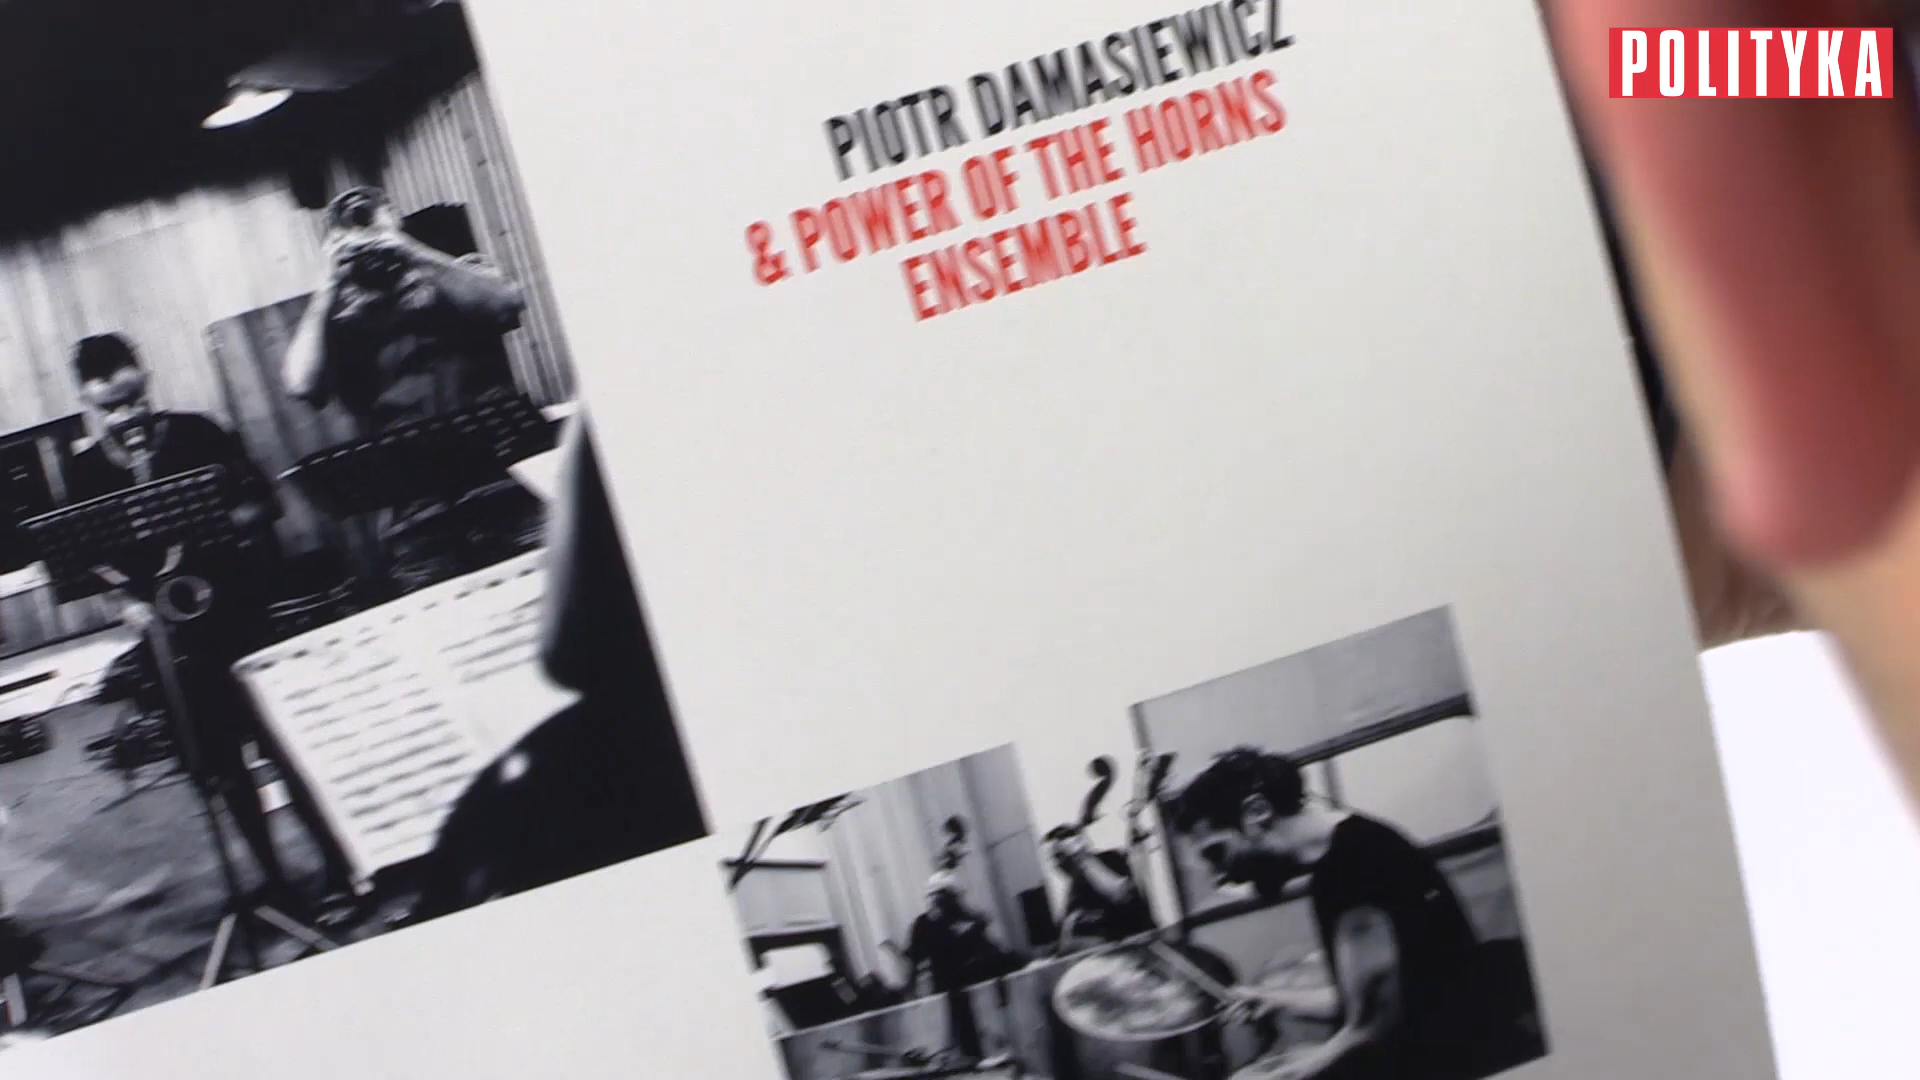 POLITYKA
PIOTR DAMASIEWICZ
& POWER OF THE HORNS
ENSEMBLE